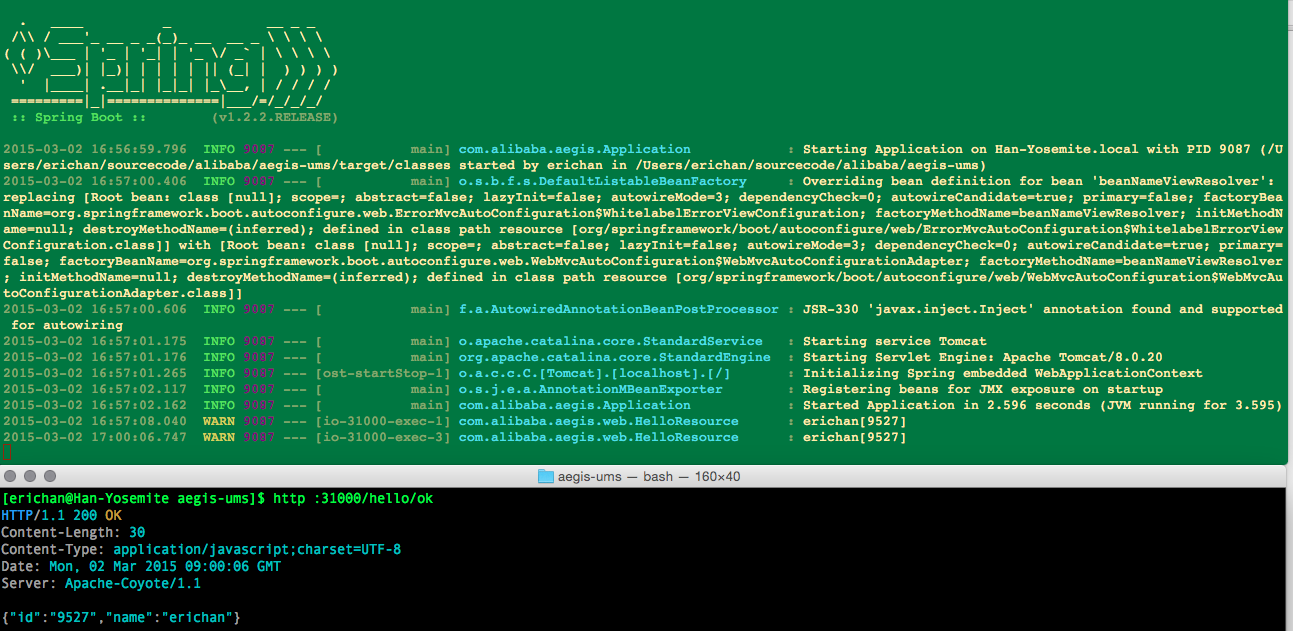 .   ____          _            __ _ _
 /\\ / ___'_ __ _ _(_)_ __  __ _ \ \ \ \
( ( )\___ | '_ | '_| | '_ \/ _` | \ \ \ \
 \\/  ___)| |_)| | | | | || (_| |  ) ) ) )
  '  |____| .__|_| |_|_| |_\__, | / / / /
 =========|_|==============|___/=/_/_/_/
 :: Spring Boot ::        (v1.2.2.RELEASE)
2015-03-02 16:56:59.796  INFO 9087 --- [           main] com.alibaba.aegis.Application            : Starting Application on Han-Yosemite.local with PID 9087 (/U
sers/erichan/sourcecode/alibaba/aegis-ums/target/classes started by erichan in /Users/erichan/sourcecode/alibaba/aegis-ums)
2015-03-02 16:57:00.406  INFO 9087 --- [           main] o.s.b.f.s.DefaultListableBeanFactory     : Overriding bean definition for bean 'beanNameViewResolver':
replacing [Root bean: class [null]; scope=; abstract=false; lazyInit=false; autowireMode=3; dependencyCheck=0; autowireCandidate=true; primary=false; factoryBea
nName=org.springframework.boot.autoconfigure.web.ErrorMvcAutoConfiguration$WhitelabelErrorViewConfiguration; factoryMethodName=beanNameViewResolver; initMethodN
ame=null; destroyMethodName=(inferred); defined in class path resource [org/springframework/boot/autoconfigure/web/ErrorMvcAutoConfiguration$WhitelabelErrorView
Configuration.class]] with [Root bean: class [null]; scope=; abstract=false; lazyInit=false; autowireMode=3; dependencyCheck=0; autowireCandidate=true; primary=
false; factoryBeanName=org.springframework.boot.autoconfigure.web.WebMvcAutoConfiguration$WebMvcAutoConfigurationAdapter; factoryMethodName=beanNameViewResolver
; initMethodName=null; destroyMethodName=(inferred); defined in class path resource [org/springframework/boot/autoconfigure/web/WebMvcAutoConfiguration$WebMvcAu
toConfigurationAdapter.class]]
2015-03-02 16:57:00.606  INFO 9087 --- [           main] f.a.AutowiredAnnotationBeanPostProcessor : JSR-330 'javax.inject.Inject' annotation found and supported
 for autowiring
2015-03-02 16:57:01.175  INFO 9087 --- [           main] o.apache.catalina.core.StandardService   : Starting service Tomcat
2015-03-02 16:57:01.176  INFO 9087 --- [           main] org.apache.catalina.core.StandardEngine  : Starting Servlet Engine: Apache Tomcat/8.0.20
2015-03-02 16:57:01.265  INFO 9087 --- [ost-startStop-1] o.a.c.c.C.[Tomcat].[localhost].[/]       : Initializing Spring embedded WebApplicationContext
2015-03-02 16:57:02.117  INFO 9087 --- [           main] o.s.j.e.a.AnnotationMBeanExporter        : Registering beans for JMX exposure on startup
2015-03-02 16:57:02.162  INFO 9087 --- [           main] com.alibaba.aegis.Application            : Started Application in 2.596 seconds (JVM running for 3.595)
2015-03-02 16:57:08.040  WARN 9087 --- [io-31000-exec-1] com.alibaba.aegis.web.HelloResource      : erichan[9527]
2015-03-02 17:00:06.747  WARN 9087 --- [io-31000-exec-3] com.alibaba.aegis.web.HelloResource      : erichan[9527]
aegis-ums — bash — 160×40
[erichan@Han-Yosemite aegis-ums]$ http :31000/hello/ok
HTTP/1.1 200 OK
Content-Length: 30
Content-Type: application/javascript;charset=UTF-8
Date: Mon, 02 Mar 2015 09:00:06 GMT
Server: Apache-Coyote/1.1
{"id":"9527","name":"erichan"}